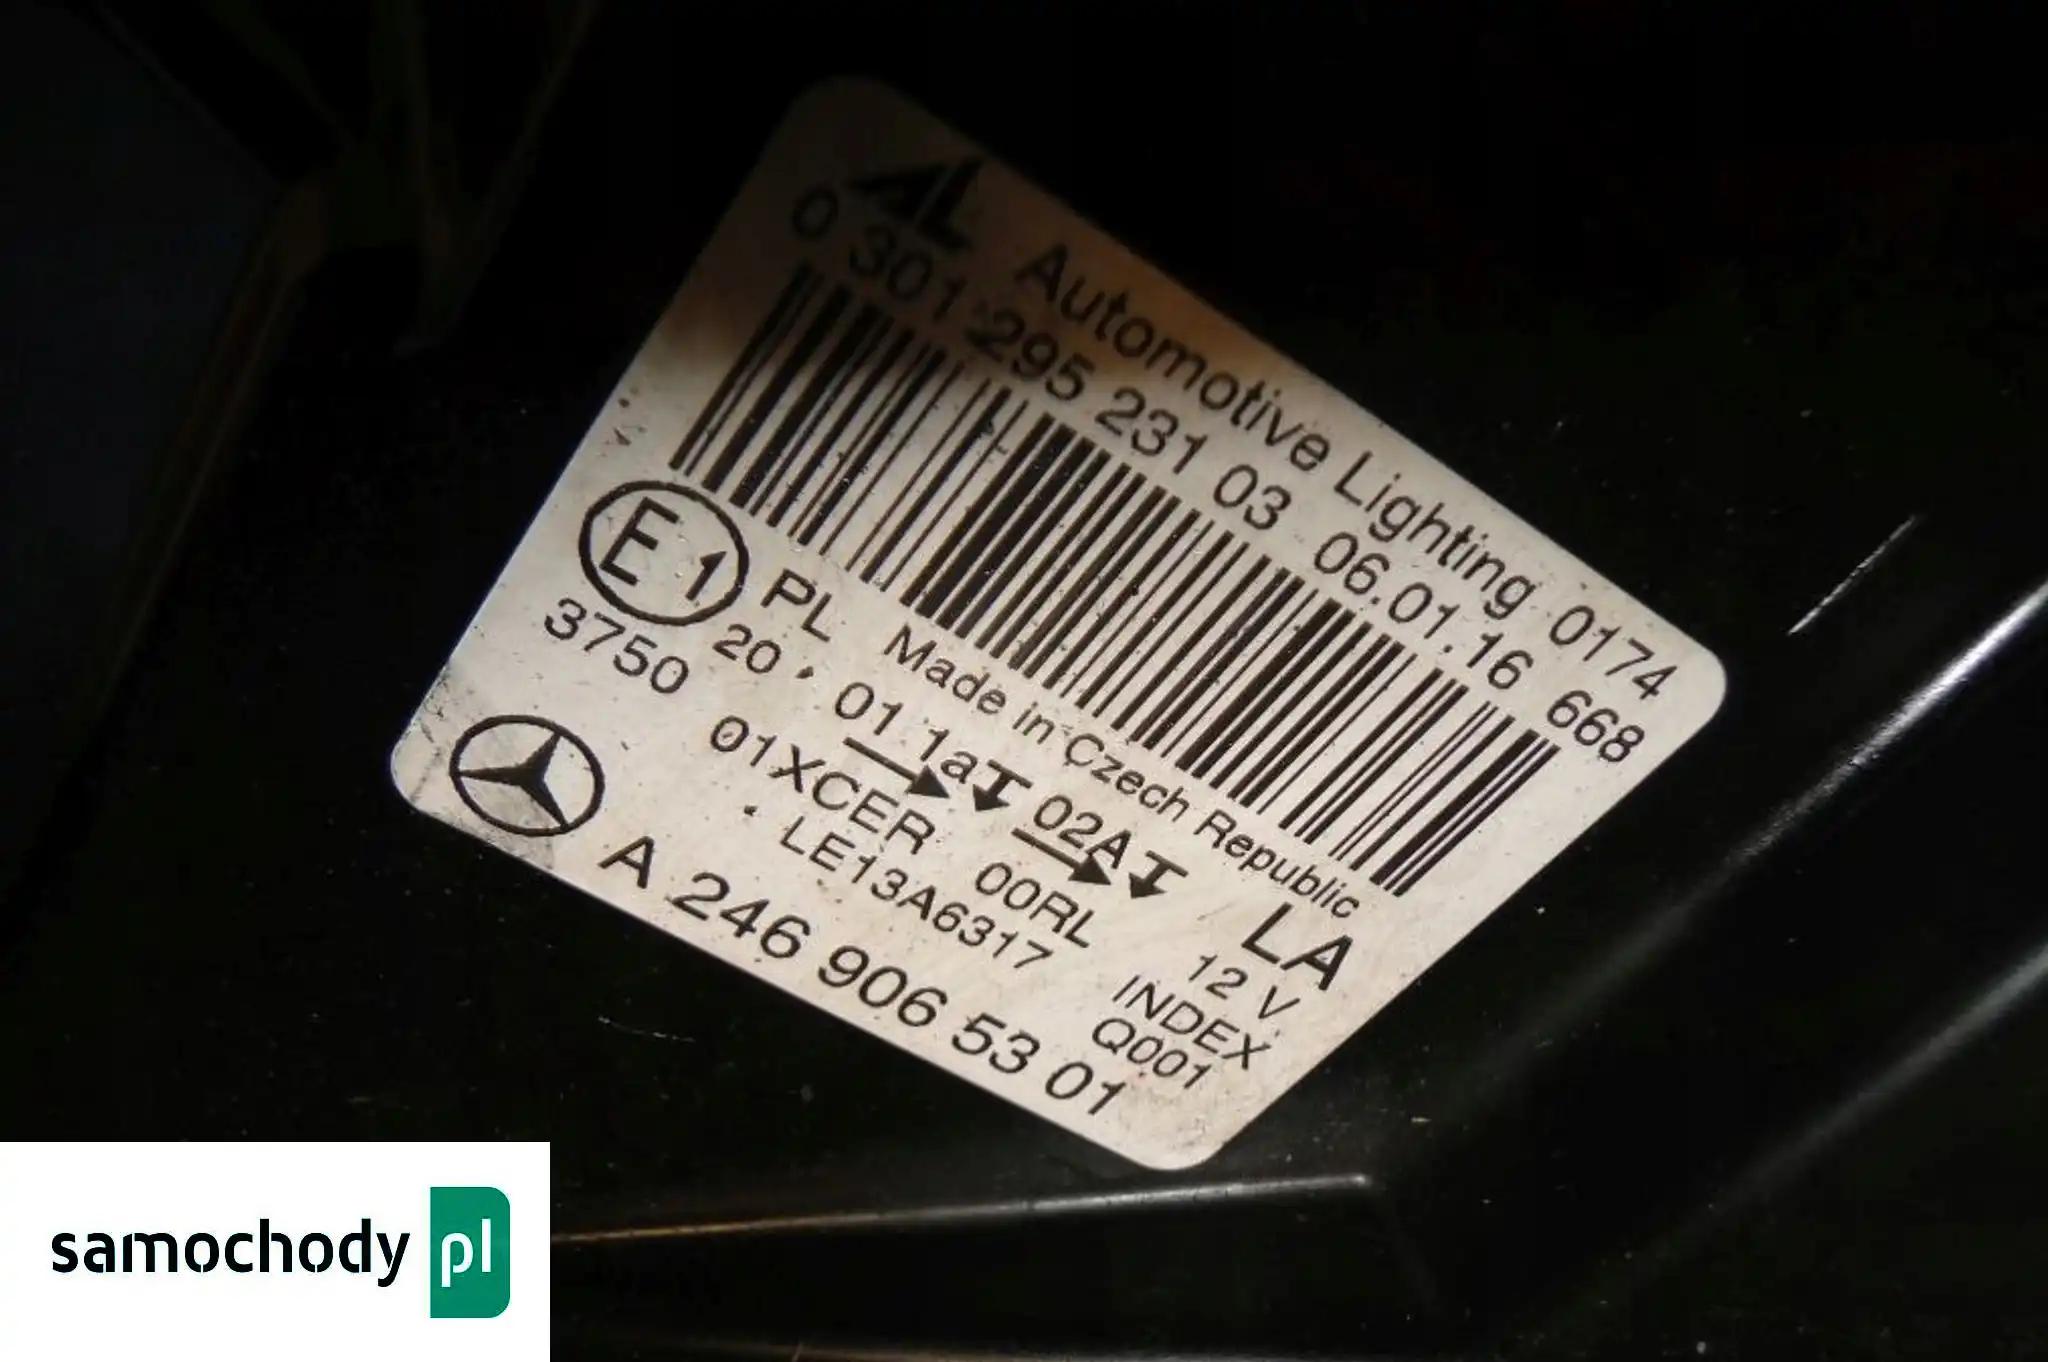 AL Automotive Lighting 0174
0 301 295 231 03 06.01.16 668
E1 PL Made in Czech Republic
3750 20 . 01 1a 02A LA
01XCER 00RL 12 V
. LE13A6317 INDEX
Q001
A 246 906 53 01
samochody pl